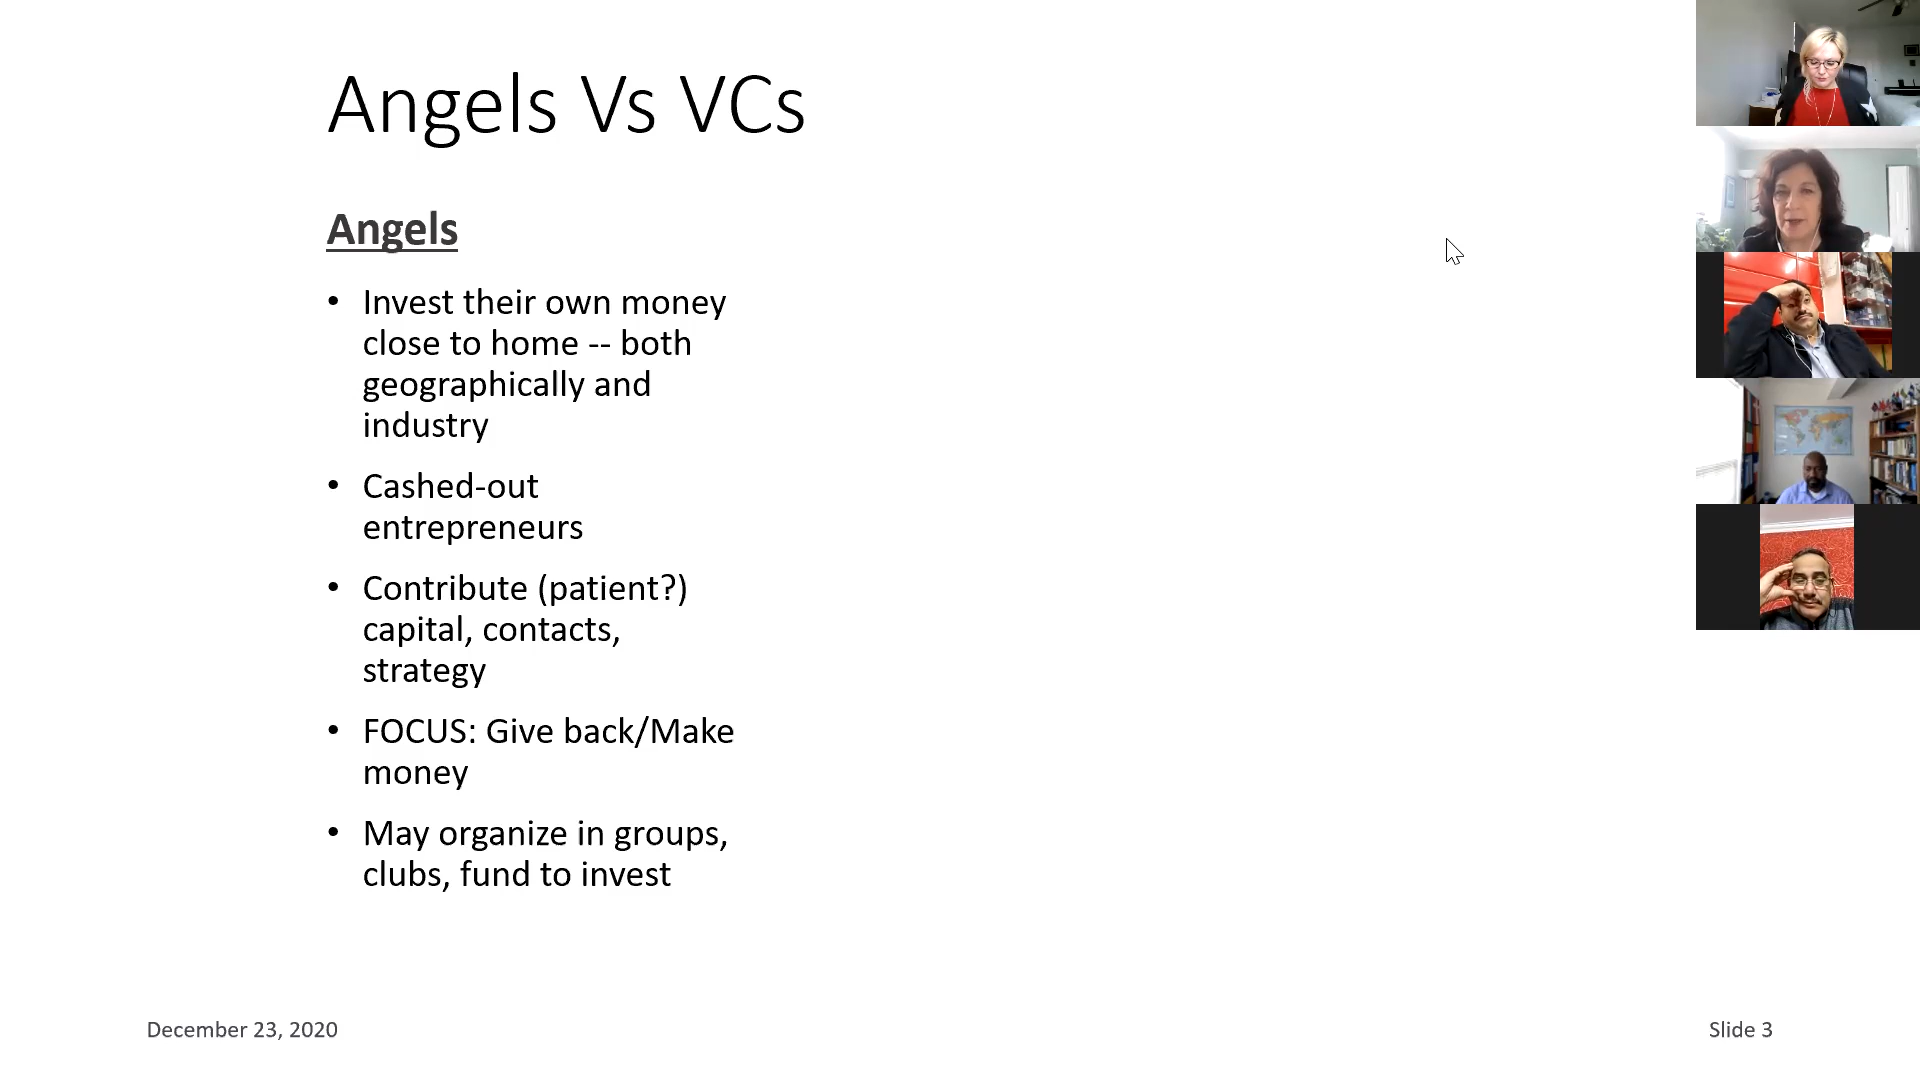 Angels Vs VCs
Angels
• Invest their own money
close to home -- both
geographically and
industry
• Cashed-out
entrepreneurs
• Contribute (patient?)
capital, contacts,
strategy
• FOCUS: Give back/Make
money
• May organize in groups,
clubs, fund to invest
December 23, 2020
Slide 3